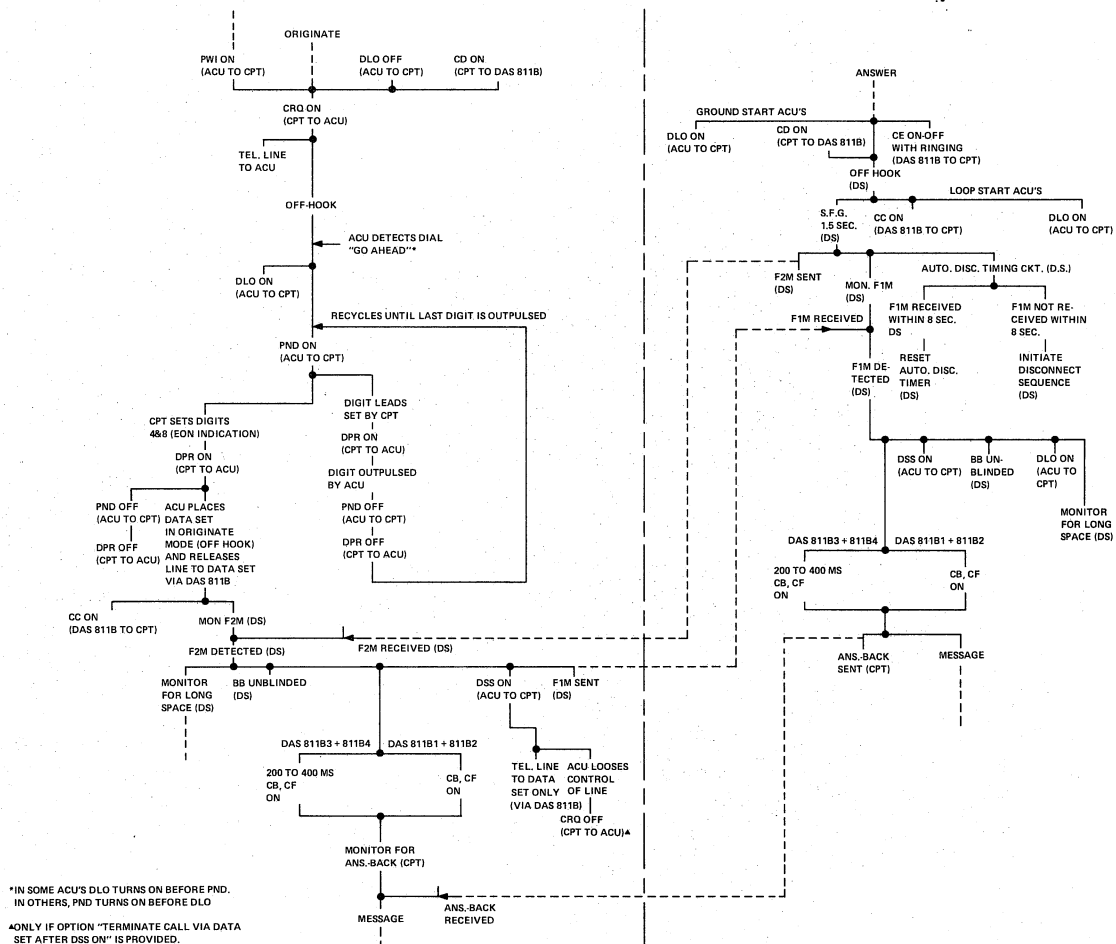 ORIGINATE
PWI ON
(ACU TO CPT)
DLO OFF
(ACU TO CPT)
CD ON
(CPT TO DAS 811B)
CRQ ON
(CPT TO ACU)
TEL. LINE
TO ACU
OFF-HOOK
ACU DETECTS DIAL
"GO AHEAD"*
DLO ON
(ACU TO CPT)
RECYCLES UNTIL LAST DIGIT IS OUTPULSED
PND ON
(ACU TO CPT)
DIGIT LEADS
SET BY CPT
DPR ON
(CPT TO ACU)
DIGIT OUTPULSED
BY ACU
PND OFF
(ACU TO CPT)
DPR OFF
(CPT TO ACU)
CPT SETS DIGITS
4&8 (EON INDICATION)
DPR ON
(CPT TO ACU)
PND OFF
(ACU TO CPT)
DPR OFF
(CPT TO ACU)
ACU PLACES
DATA SET
IN ORIGINATE
MODE (OFF HOOK)
AND RELEASES
LINE TO DATA SET
VIA DAS 811B
CC ON
(DAS 811B TO CPT)
MON F2M (DS)
F2M RECEIVED (DS)
F2M DETECTED (DS)
MONITOR
FOR LONG
SPACE (DS)
BB UNBLINDED
(DS)
DSS ON
(ACU TO CPT)
F1M SENT
(DS)
DAS 811B3 + 811B4
DAS 811B1 + 811B2
200 TO 400 MS
CB, CF
ON
CB, CF
ON
TEL. LINE
TO DATA
SET ONLY
(VIA DAS 811B)
ACU LOOSES
CONTROL
OF LINE
CRQ OFF
(CPT TO ACU)▲
MONITOR FOR
ANS.-BACK (CPT)
ANS.-BACK
RECEIVED
MESSAGE
*IN SOME ACU'S DLO TURNS ON BEFORE PND.
IN OTHERS, PND TURNS ON BEFORE DLO
▲ONLY IF OPTION "TERMINATE CALL VIA DATA
SET AFTER DSS ON" IS PROVIDED.
ANSWER
GROUND START ACU'S
DLO ON
(ACU TO CPT)
CD ON
(CPT TO DAS 811B)
CE ON-OFF
WITH RINGING
(DAS 811B TO CPT)
OFF HOOK
(DS)
LOOP START ACU'S
S.F.G.
1.5 SEC.
(DS)
CC ON
(DAS 811B TO CPT)
DLO ON
(ACU TO CPT)
F2M SENT
(DS)
MON. F1M
(DS)
AUTO. DISC. TIMING CKT. (D.S.)
F1M RECEIVED
F1M RECEIVED
WITHIN 8 SEC.
DS
RESET
AUTO. DISC.
TIMER
(DS)
F1M NOT RE-
CEIVED WITHIN
8 SEC.
INITIATE
DISCONNECT
SEQUENCE
(DS)
F1M DE-
TECTED
(DS)
DSS ON
(ACU TO CPT)
BB UN-
BLINDED
(DS)
DLO ON
(ACU TO
CPT)
MONITOR
FOR LONG
SPACE (DS)
DAS 811B3 + 811B4
DAS 811B1 + 811B2
200 TO 400 MS
CB, CF
ON
CB, CF
ON
ANS.-BACK
SENT (CPT)
MESSAGE